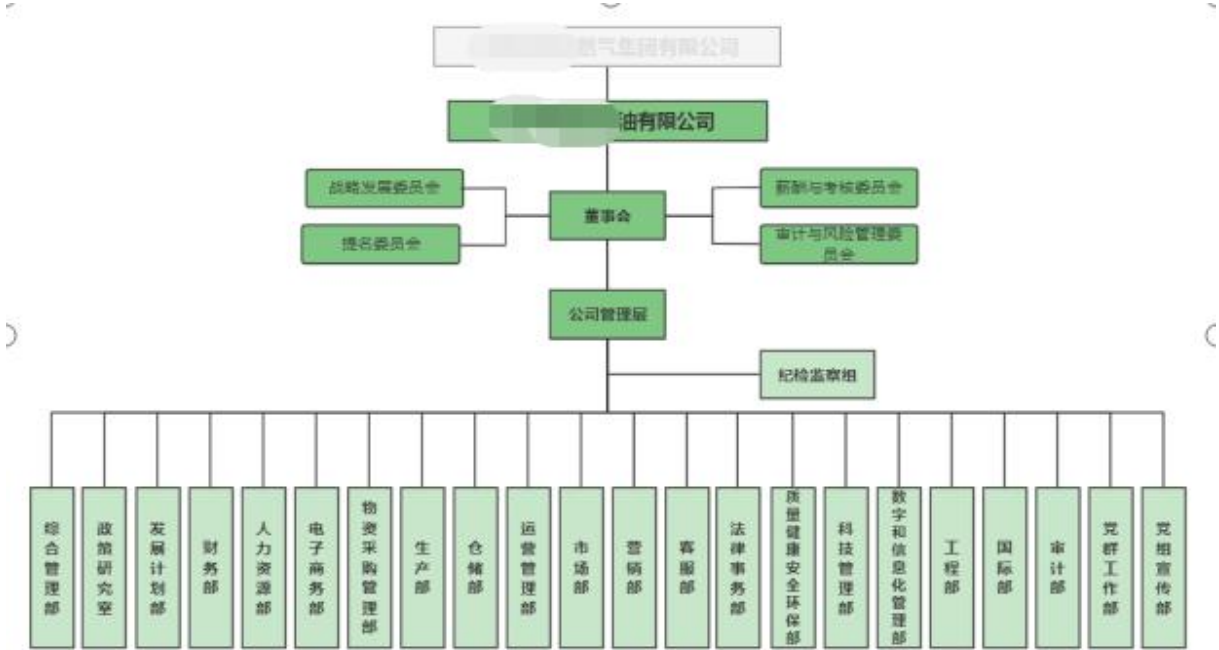 燃气集团有限公司
油有限公司
战略发展委员会
薪酬与考核委员会
董事会
提名委员会
审计与风险管理委
员会
公司管理层
纪检监察组
综合管理部
政策研究室
发展计划部
财务部
人力资源部
电子商务部
物资采购管理部
生产部
仓储部
运营管理部
市场部
营销部
客服部
法律事务部
质量健康安全环保部
科技管理部
数字和信息化管理部
工程部
国际部
审计部
党群工作部
党组宣传部